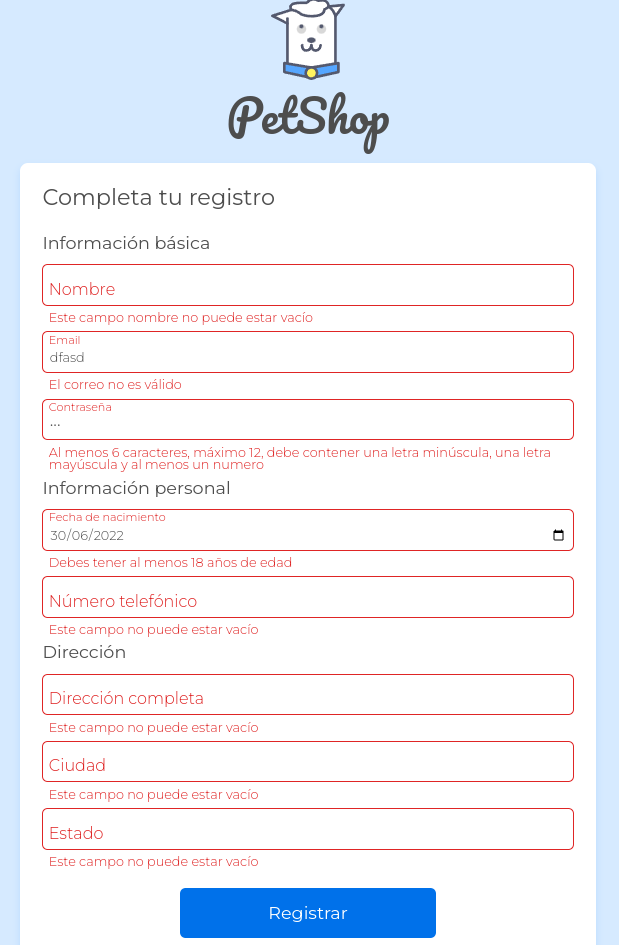 PetShop
Completa tu registro
Información básica
Nombre
Este campo nombre no puede estar vacío
Email
dfasd
El correo no es válido
Contraseña
...
Al menos 6 caracteres, máximo 12, debe contener una letra minúscula, una letra
mayúscula y al menos un numero
Información personal
Fecha de nacimiento
30/06/2022
Debes tener al menos 18 años de edad
Número telefónico
Este campo no puede estar vacío
Dirección
Dirección completa
Este campo no puede estar vacío
Ciudad
Este campo no puede estar vacío
Estado
Este campo no puede estar vacío
Registrar